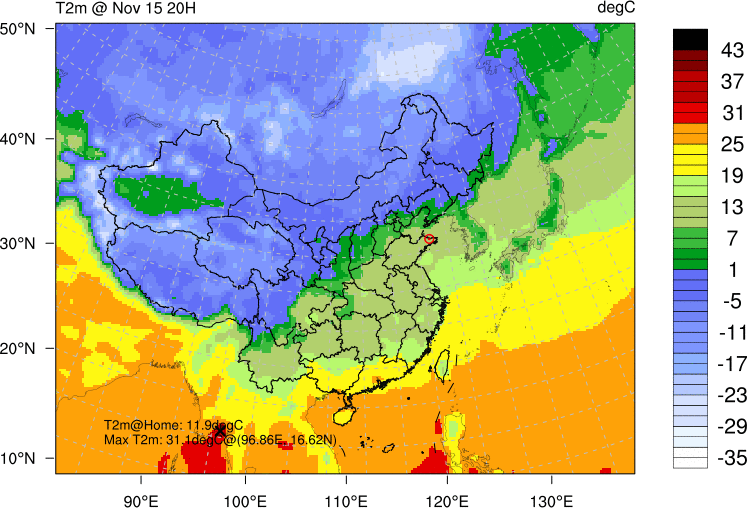 T2m @ Nov 15 20H
degC
50°N
40°N
30°N
20°N
10°N
T2m@Home: 11.9degC
Max T2m: 31.1degC@(96.86E, 16.62N)
90°E
100°E
110°E
120°E
130°E
43
37
31
25
19
13
7
1
-5
-11
-17
-23
-29
-35